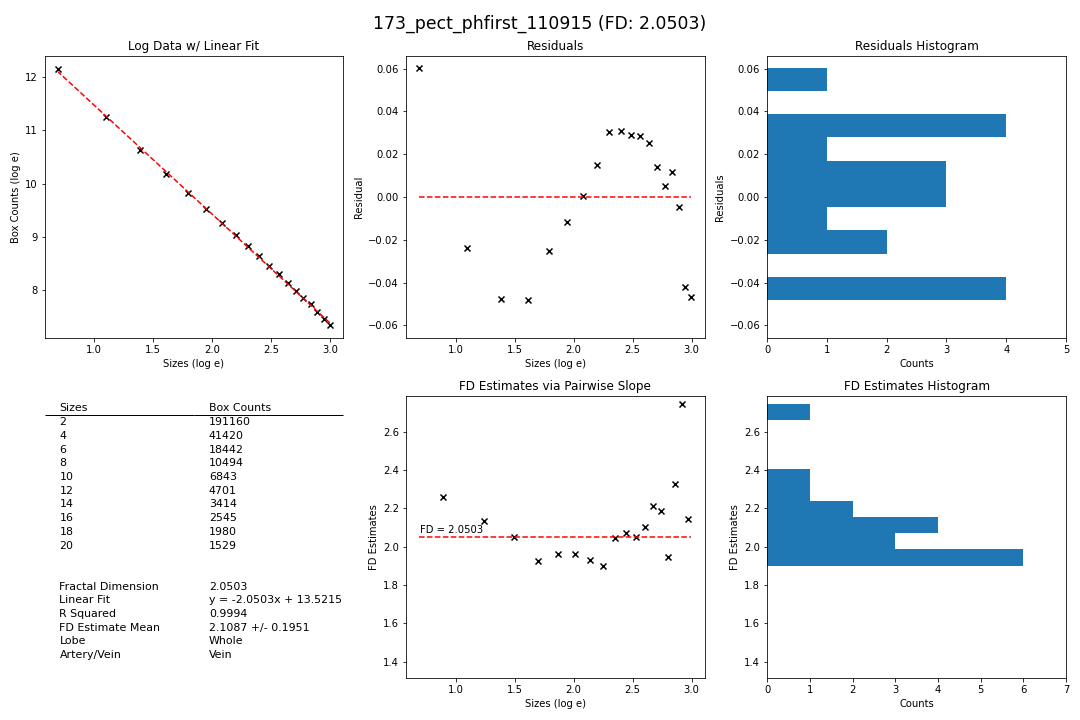 173_pect_phfirst_110915 (FD: 2.0503)
Log Data w/ Linear Fit
Box Counts (log e)
12
11
10
9
8
1.0 1.5 2.0 2.5 3.0
Sizes (log e)
Residuals
Residual
0.06
0.04
0.02
0.00
−0.02
−0.04
−0.06
1.0 1.5 2.0 2.5 3.0
Sizes (log e)
Residuals Histogram
Residuals
0.06
0.04
0.02
0.00
−0.02
−0.04
−0.06
0 1 2 3 4 5
Counts
Sizes Box Counts
2 191160
4 41420
6 18442
8 10494
10 6843
12 4701
14 3414
16 2545
18 1980
20 1529
Fractal Dimension 2.0503
Linear Fit y = -2.0503x + 13.5215
R Squared 0.9994
FD Estimate Mean 2.1087 +/- 0.1951
Lobe Whole
Artery/Vein Vein
FD Estimates via Pairwise Slope
FD Estimates
2.6
2.4
2.2
2.0
1.8
1.6
1.4
FD = 2.0503
1.0 1.5 2.0 2.5 3.0
Sizes (log e)
FD Estimates Histogram
FD Estimates
2.6
2.4
2.2
2.0
1.8
1.6
1.4
0 1 2 3 4 5 6 7
Counts